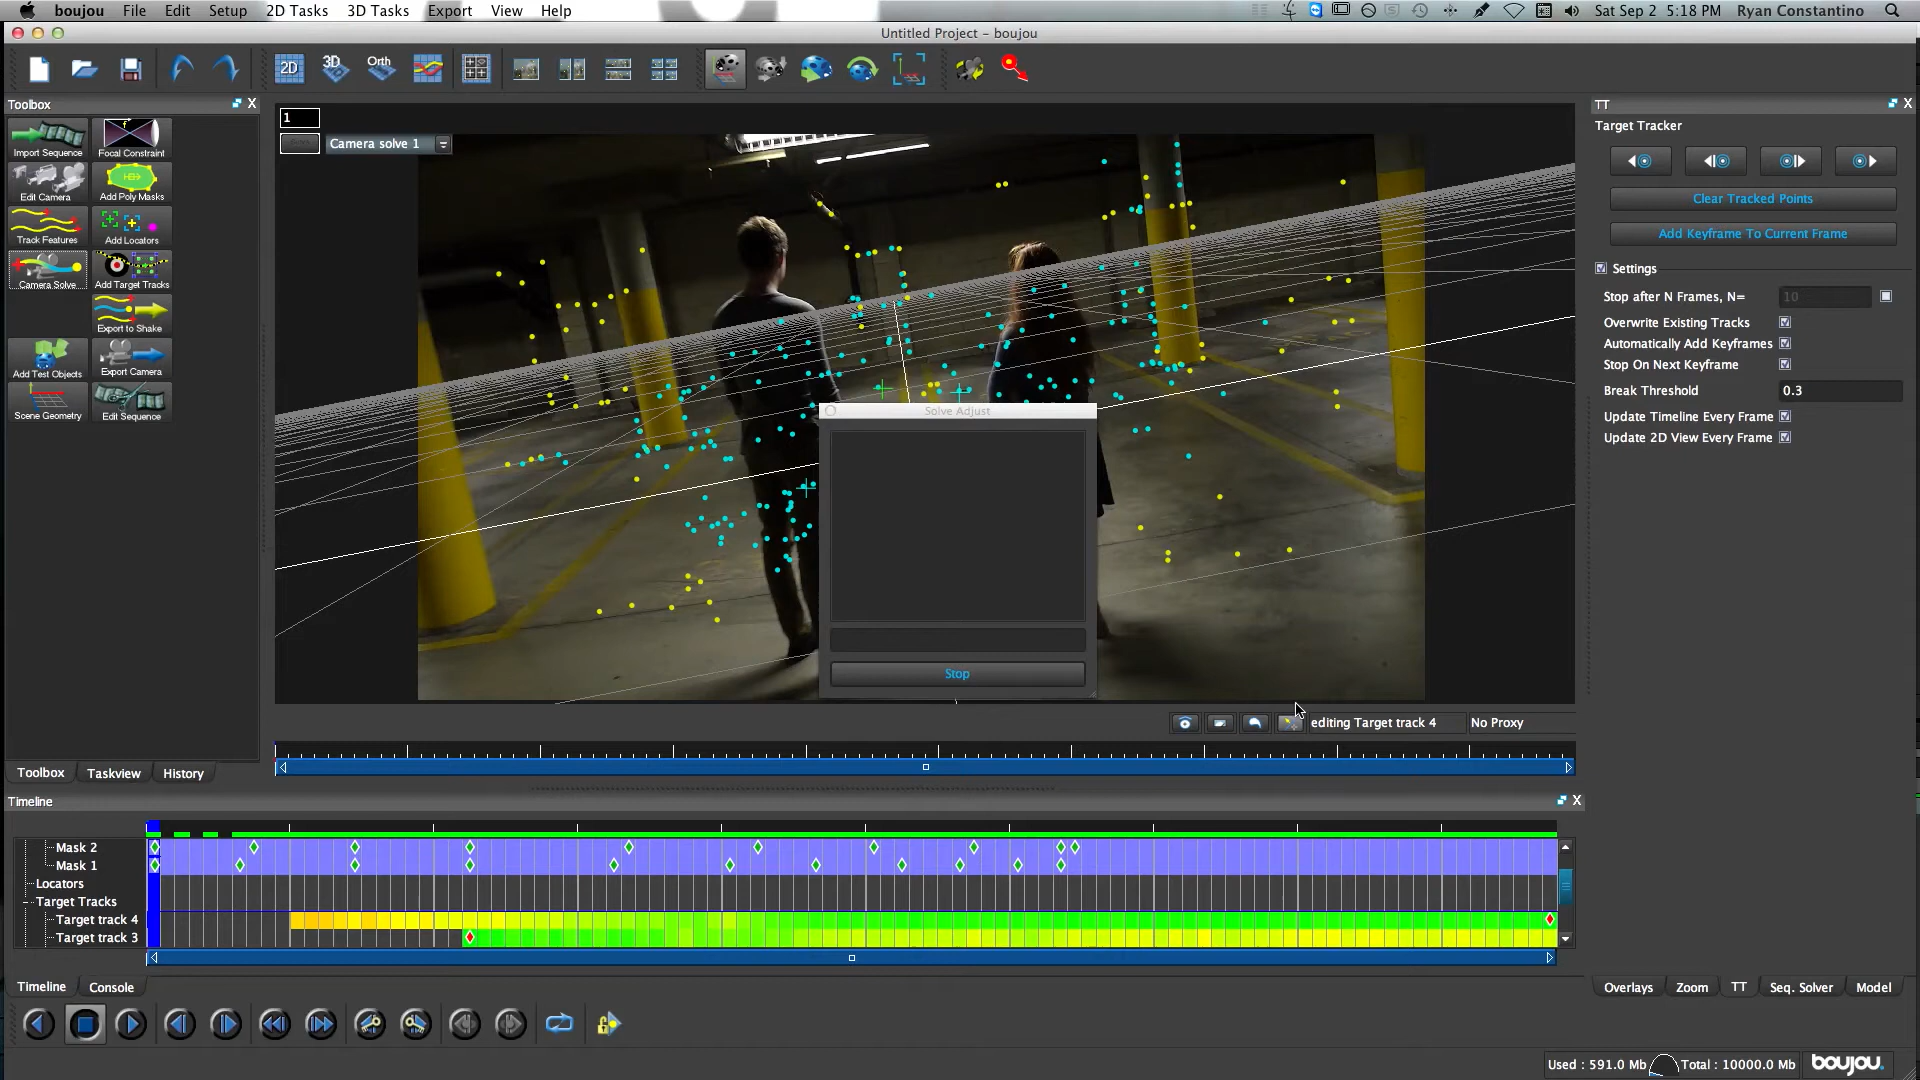 boujou File Edit Setup 2D Tasks 3D Tasks Export View Help Sat Sep 2 5:18 PM Ryan Constantino
Untitled Project - boujou
2D 3D Orth
Toolbox X
Import Sequence Focal Constraint
Edit Camera Add Poly Masks
Track Features Add Locators
Camera Solve Add Target Tracks
Export to Shake
Add Test Objects Export Camera
Scene Geometry Edit Sequence
1
Camera solve 1
Solve Adjust
Stop
editing Target track 4 No Proxy
TT X
Target Tracker
Clear Tracked Points
Add Keyframe To Current Frame
Settings
Stop after N Frames, N= 10
Overwrite Existing Tracks
Automatically Add Keyframes
Stop On Next Keyframe
Break Threshold 0.3
Update Timeline Every Frame
Update 2D View Every Frame
Toolbox Taskview History
Timeline X
Mask 2
Mask 1
Locators
Target Tracks
Target track 4
Target track 3
Timeline Console
Overlays Zoom TT Seq. Solver Model
Used : 591.0 Mb Total : 10000.0 Mb boujou.